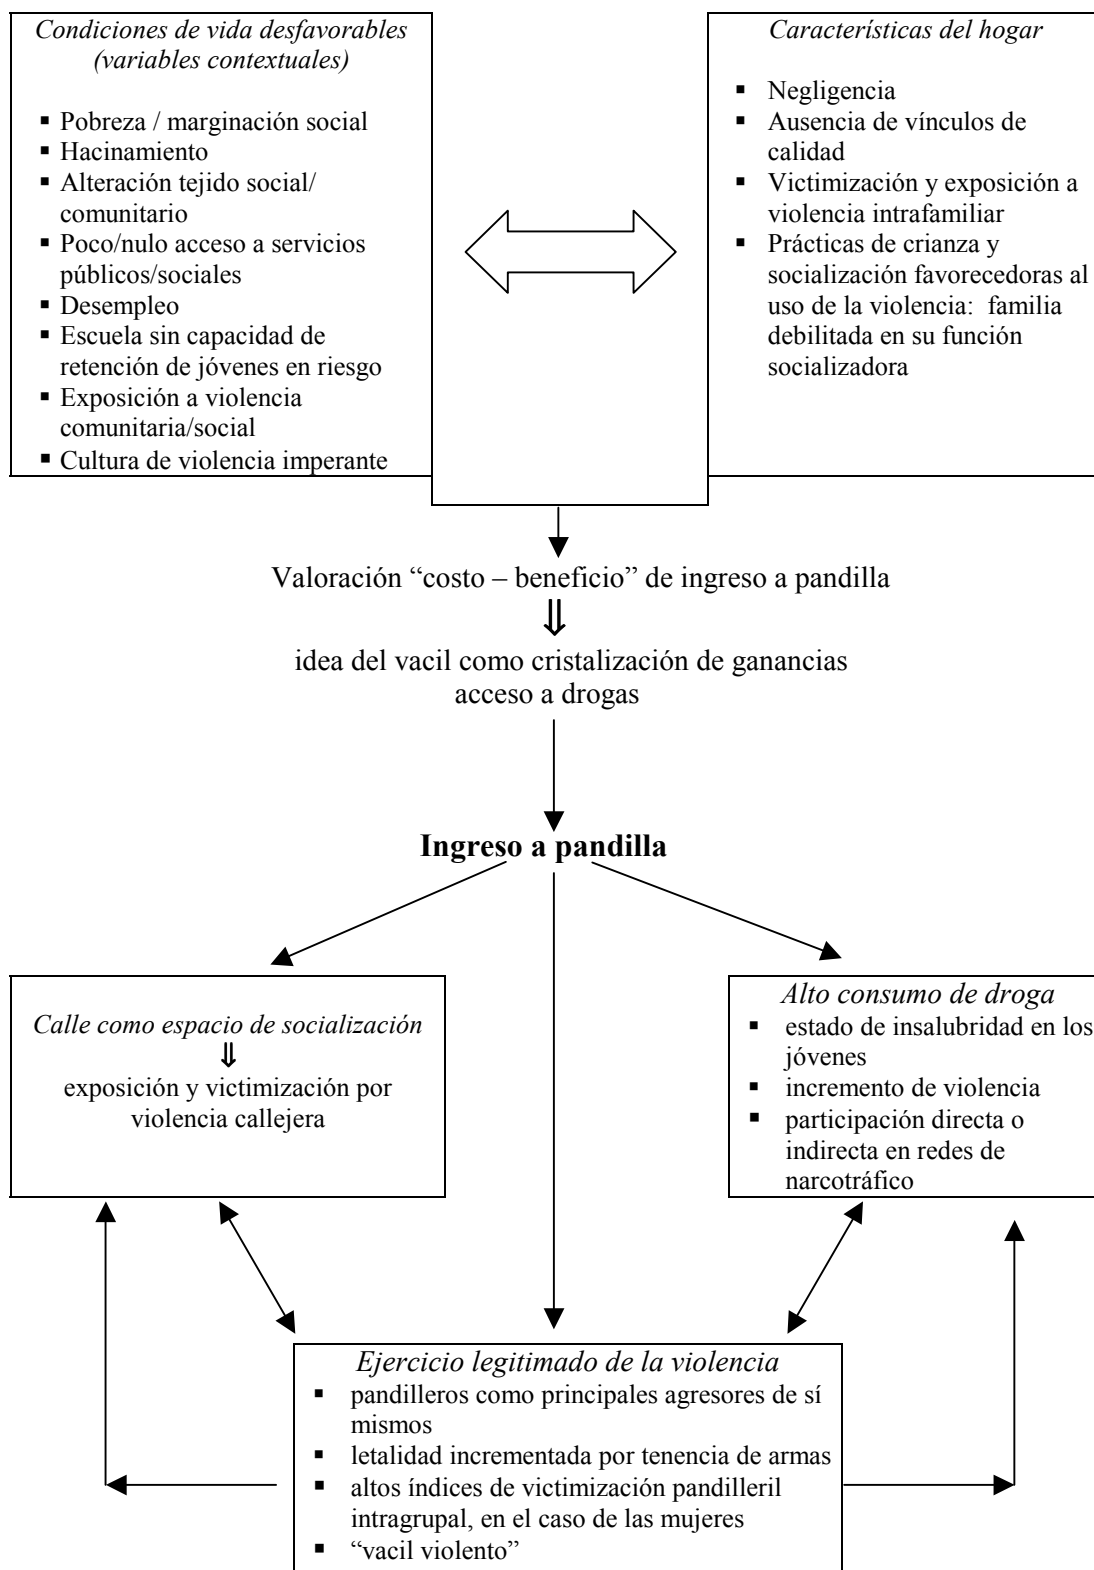 Condiciones de vida desfavorables
(variables contextuales)
▪ Pobreza / marginación social
▪ Hacinamiento
▪ Alteración tejido social/
comunitario
▪ Poco/nulo acceso a servicios
públicos/sociales
▪ Desempleo
▪ Escuela sin capacidad de
retención de jóvenes en riesgo
▪ Exposición a violencia
comunitaria/social
▪ Cultura de violencia imperante
Características del hogar
▪ Negligencia
▪ Ausencia de vínculos de
calidad
▪ Victimización y exposición a
violencia intrafamiliar
▪ Prácticas de crianza y
socialización favorecedoras al
uso de la violencia: familia
debilitada en su función
socializadora
Valoración “costo – beneficio” de ingreso a pandilla
⇓
idea del vacil como cristalización de ganancias
acceso a drogas
Ingreso a pandilla
Calle como espacio de socialización
⇓
exposición y victimización por
violencia callejera
Alto consumo de droga
▪ estado de insalubridad en los
jóvenes
▪ incremento de violencia
▪ participación directa o
indirecta en redes de
narcotráfico
Ejercicio legitimado de la violencia
▪ pandilleros como principales agresores de sí
mismos
▪ letalidad incrementada por tenencia de armas
▪ altos índices de victimización pandilleril
intragrupal, en el caso de las mujeres
▪ “vacil violento”